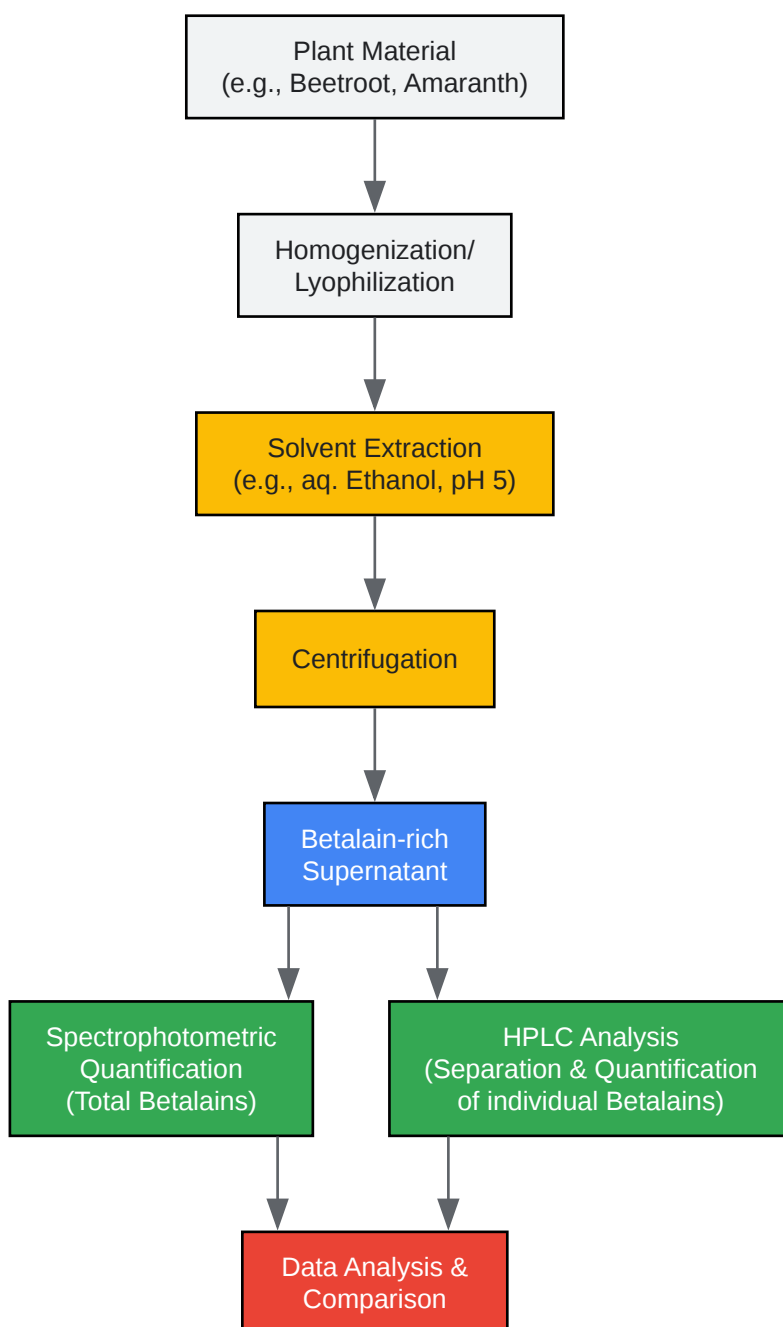 Plant Material
(e.g., Beetroot, Amaranth)
Homogenization/
Lyophilization
Solvent Extraction
(e.g., aq. Ethanol, pH 5)
Centrifugation
Betalain-rich
Supernatant
Spectrophotometric
Quantification
(Total Betalains)
HPLC Analysis
(Separation & Quantification
of individual Betalains)
Data Analysis &
Comparison